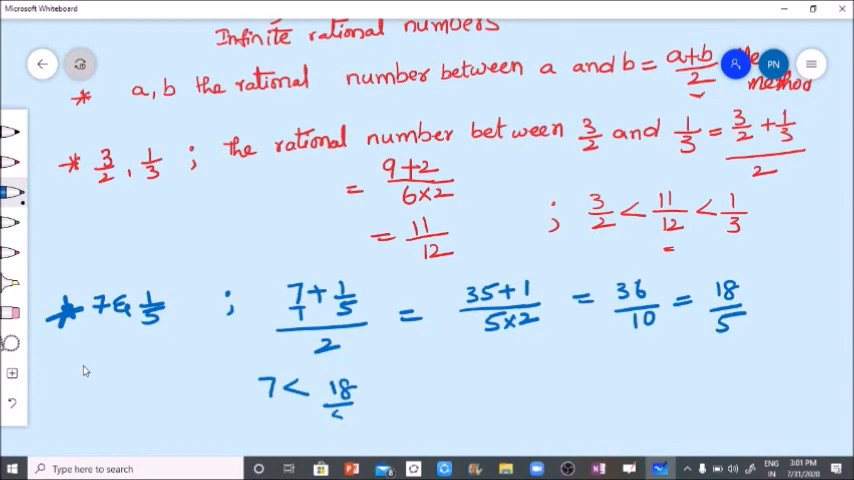 Microsoft Whiteboard
Infinite rational numbers
* a, b the rational number between a and b = a+b/2 method
PN
* 3/2, 1/3 ; the rational number between 3/2 and 1/3 = 3/2 + 1/3 / 2
= 9+2 / 6×2
= 11/12 ; 3/2 < 11/12 < 1/3
* 7 & 1/5 ; 7/1 + 1/5 / 2 = 35+1 / 5×2 = 36/10 = 18/5
7 < 18
Type here to search
ENG
IN
3:01 PM
7/31/2020